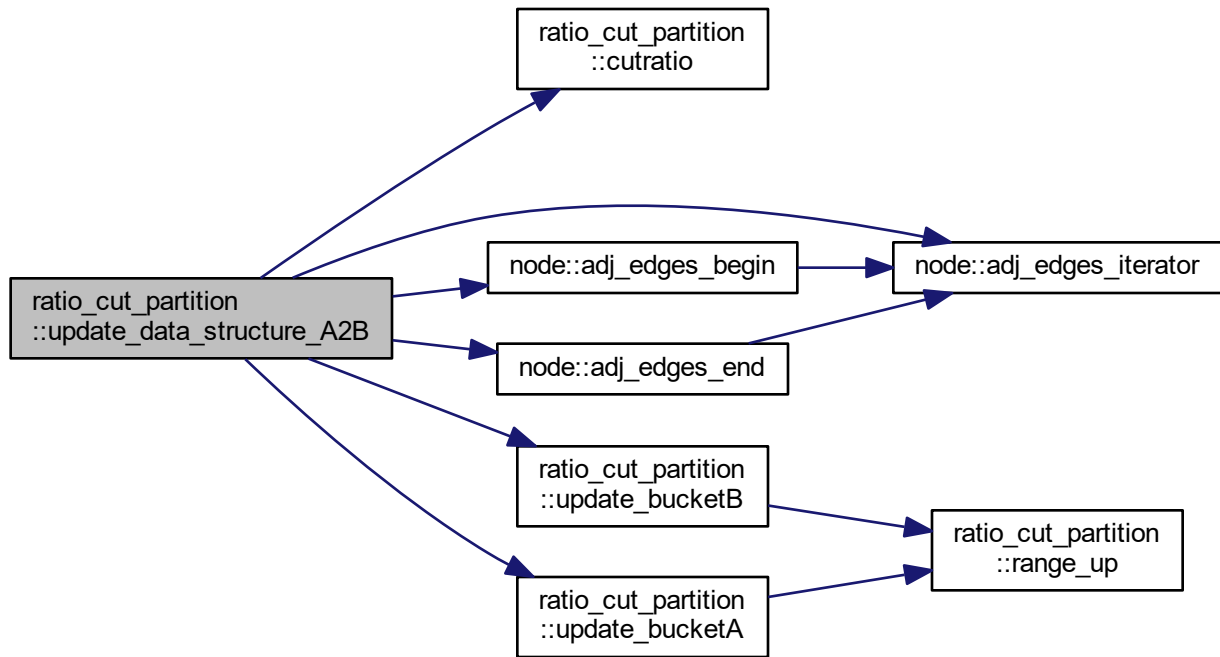 ratio_cut_partition
::cutratio
node::adj_edges_begin
node::adj_edges_iterator
ratio_cut_partition
::update_data_structure_A2B
node::adj_edges_end
ratio_cut_partition
::update_bucketB
ratio_cut_partition
::range_up
ratio_cut_partition
::update_bucketA